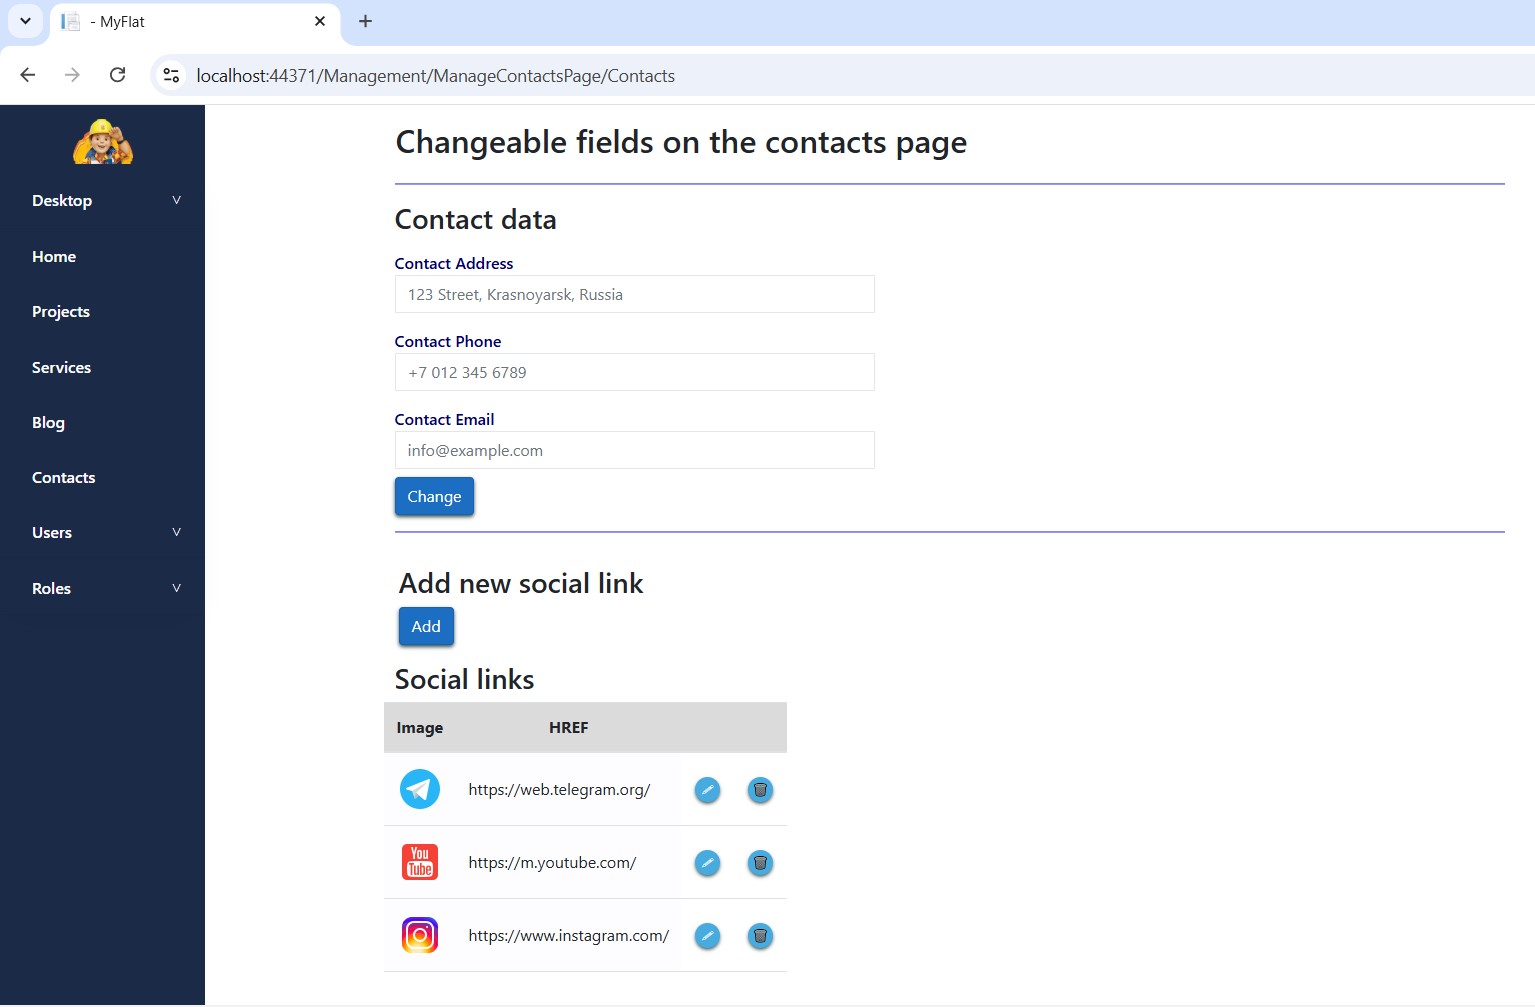 - MyFlat
localhost:44371/Management/ManageContactsPage/Contacts
Desktop
Home
Projects
Services
Blog
Contacts
Users
Roles
Changeable fields on the contacts page
Contact data
Contact Address
123 Street, Krasnoyarsk, Russia
Contact Phone
+7 012 345 6789
Contact Email
info@example.com
Change
Add new social link
Add
Social links
Image HREF
https://web.telegram.org/
You
Tube
https://m.youtube.com/
https://www.instagram.com/